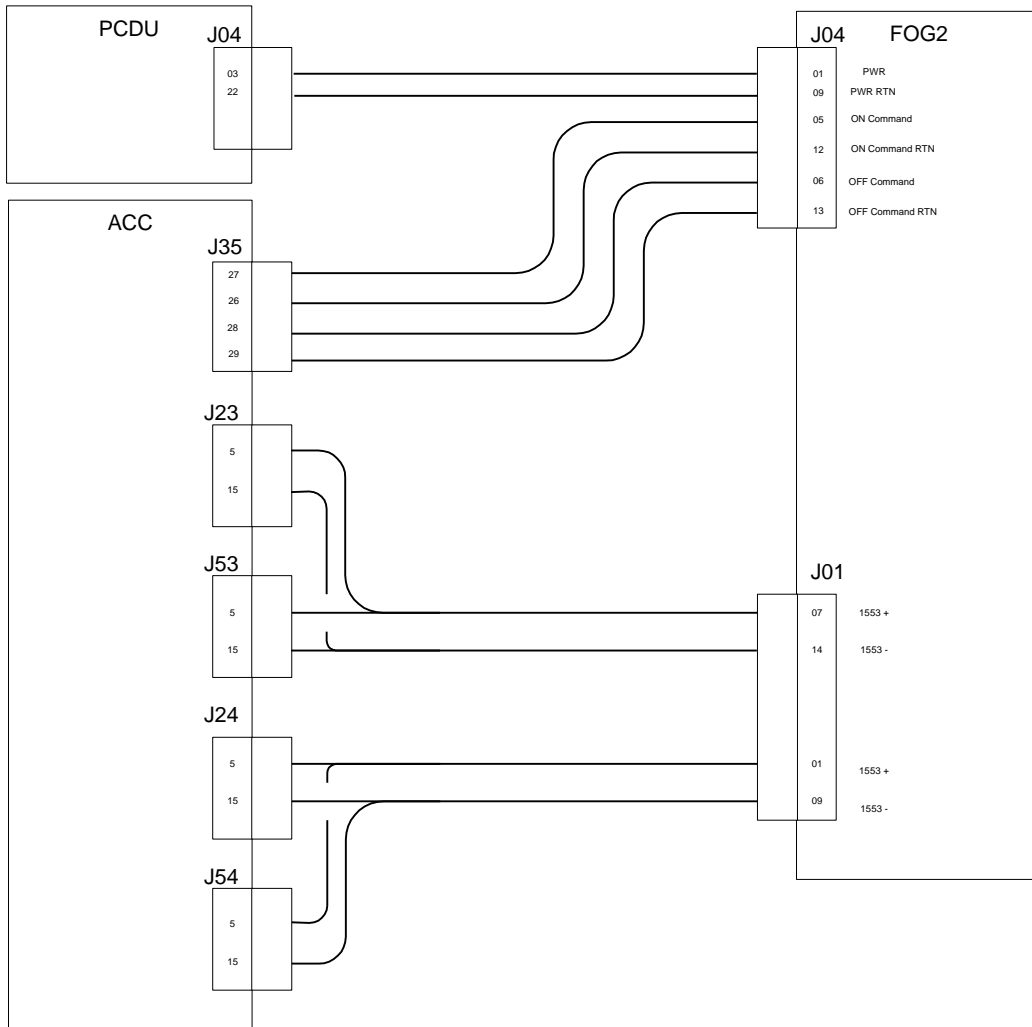 PCDU
J04
03
22
J04
FOG2
01 PWR
09 PWR RTN
05 ON Command
12 ON Command RTN
06 OFF Command
13 OFF Command RTN
ACC
J35
27
26
28
29
J23
5
15
J53
5
15
J01
07 1553 +
14 1553 -
01 1553 +
09 1553 -
J24
5
15
J54
5
15